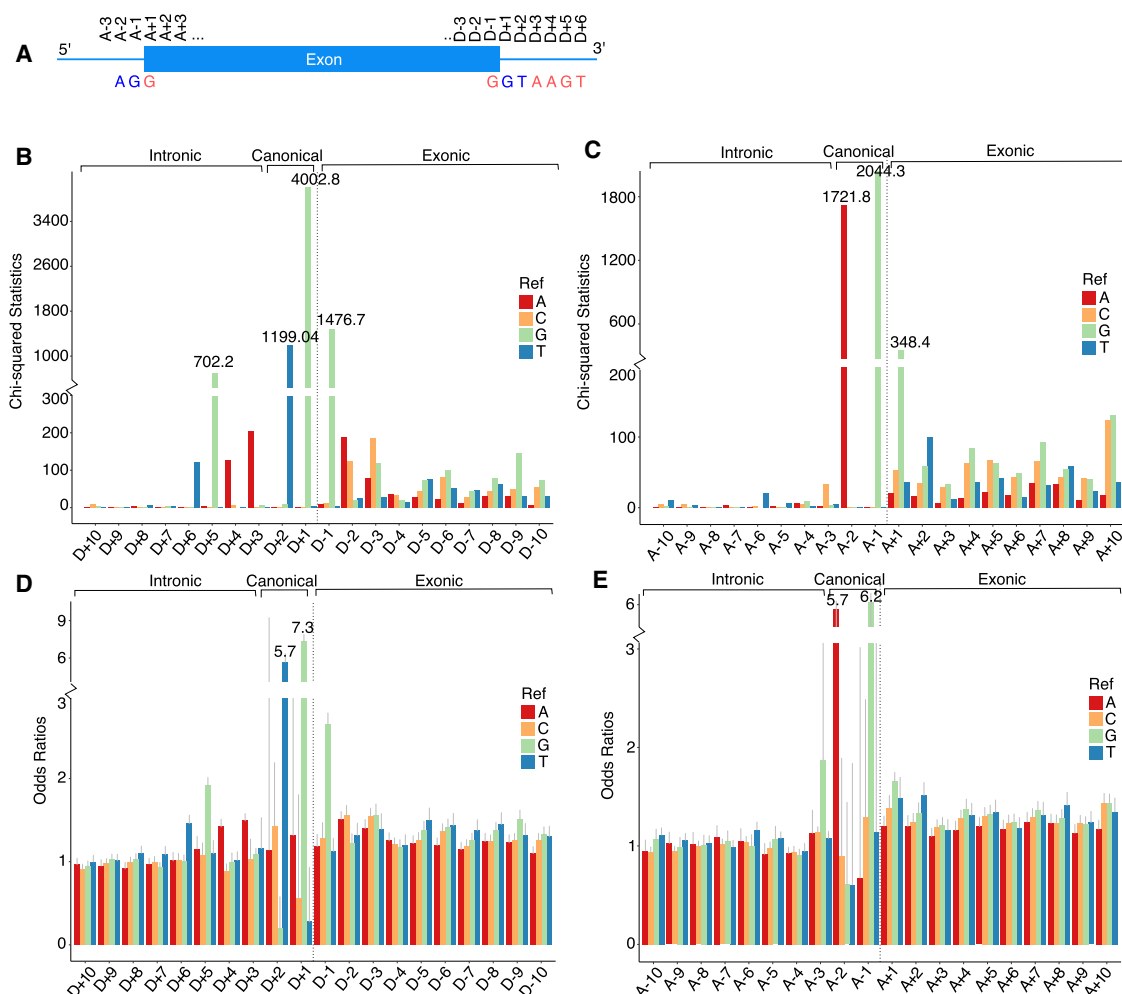 A-3 A-2 A-1 A+1 A+2 A+3 ... .. D-3 D-2 D-1 D+1 D+2 D+3 D+4 D+5 D+6
A 5' Exon 3'
A G G G G T A A G T
B
Intronic Canonical Exonic
4002.8
3400
2600
1800
1000
300
200
100
0
Chi-squared Statistics
702.2
1199.04
1476.7
Ref
A
C
G
T
D+10 D+9 D+8 D+7 D+6 D+5 D+4 D+3 D+2 D+1 D-1 D-2 D-3 D-4 D-5 D-6 D-7 D-8 D-9 D-10
C
Intronic Canonical Exonic
2044.3
1721.8
1800
1200
600
200
100
0
Chi-squared Statistics
348.4
Ref
A
C
G
T
A-10 A-9 A-8 A-7 A-6 A-5 A-4 A-3 A-2 A-1 A+1 A+2 A+3 A+4 A+5 A+6 A+7 A+8 A+9 A+10
D
Intronic Canonical Exonic
9
6
3
2
1
0
Odds Ratios
5.7
7.3
Ref
A
C
G
T
D+10 D+9 D+8 D+7 D+6 D+5 D+4 D+3 D+2 D+1 D-1 D-2 D-3 D-4 D-5 D-6 D-7 D-8 D-9 D-10
E
Intronic Canonical Exonic
5.7
6.2
6
3
2
1
0
Odds Ratios
Ref
A
C
G
T
A-10 A-9 A-8 A-7 A-6 A-5 A-4 A-3 A-2 A-1 A+1 A+2 A+3 A+4 A+5 A+6 A+7 A+8 A+9 A+10